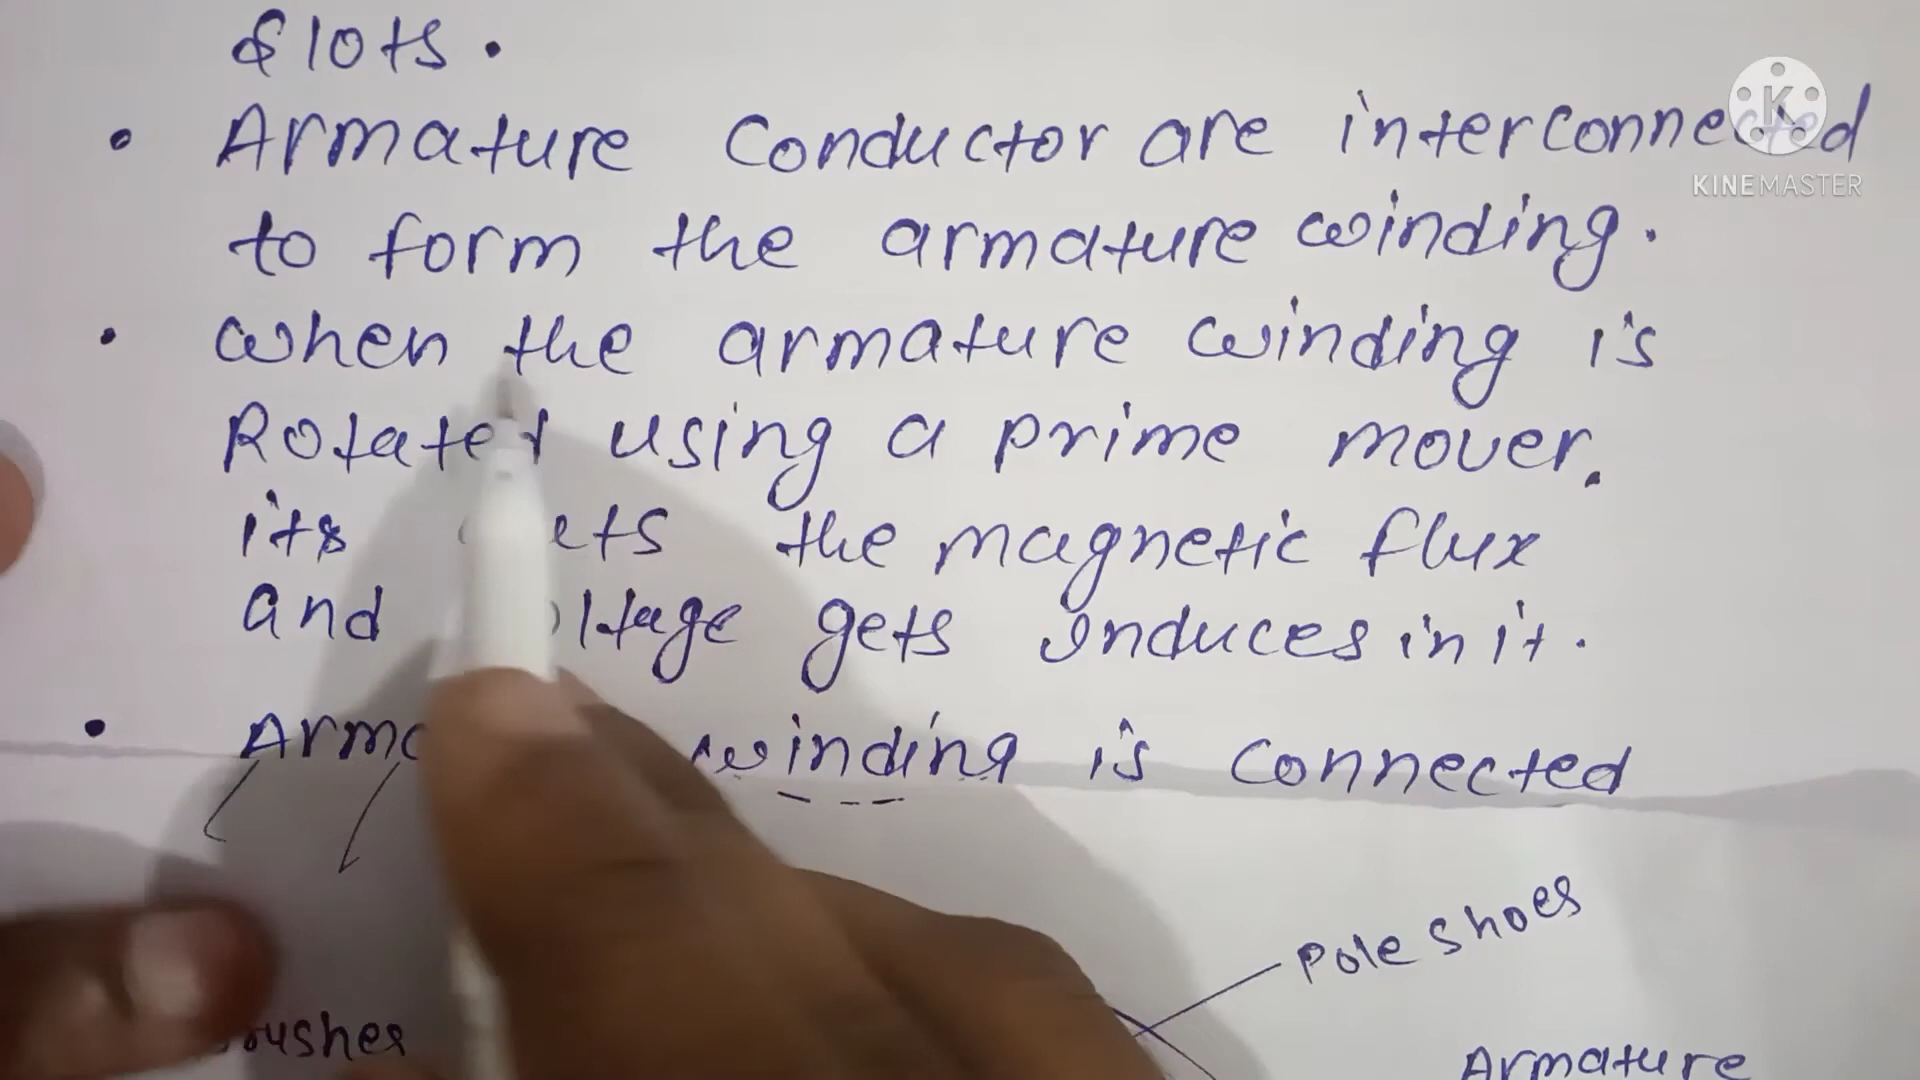 slots.
• Armature conductor are interconnected
to form the armature winding.
• when the armature winding is
Rotated using a prime mover.
its the magnetic flux
and gets induces in it.
• winding is connected
Pole shoes
Armature
KINEMASTER